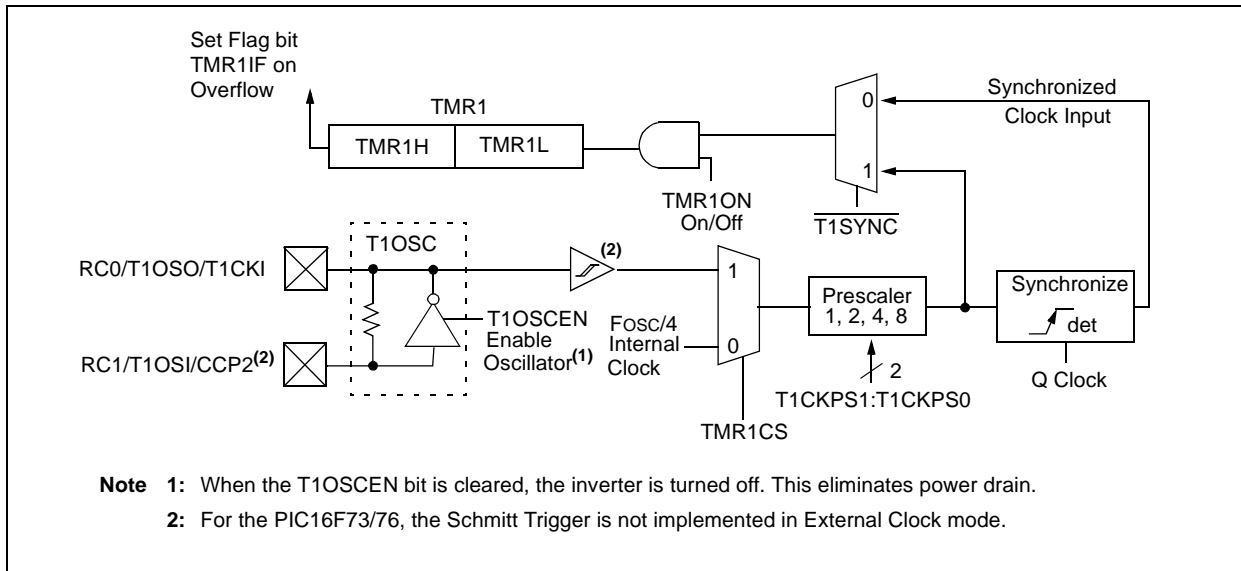 Set Flag bit
TMR1IF on
Overflow
TMR1
TMR1H
TMR1L
TMR1ON
On/Off
0
1
T1SYNC
Synchronized
Clock Input
RC0/T1OSO/T1CKI
T1OSC
(2)
RC1/T1OSI/CCP2(2)
T1OSCEN
Enable
Oscillator(1)
FOSC/4
Internal
Clock
1
0
TMR1CS
Prescaler
1, 2, 4, 8
2
T1CKPS1:T1CKPS0
Synchronize
det
Q Clock
Note 1: When the T1OSCEN bit is cleared, the inverter is turned off. This eliminates power drain.
2: For the PIC16F73/76, the Schmitt Trigger is not implemented in External Clock mode.